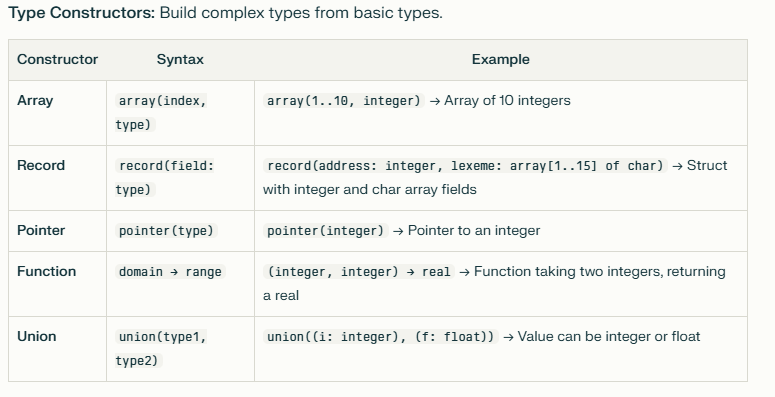 Type Constructors: Build complex types from basic types.
Constructor Syntax Example
Array array(index, type) array(1..10, integer) → Array of 10 integers
Record record(field: type) record(address: integer, lexeme: array[1..15] of char) → Struct with integer and char array fields
Pointer pointer(type) pointer(integer) → Pointer to an integer
Function domain → range (integer, integer) → real → Function taking two integers, returning a real
Union union(type1, type2) union((i: integer), (f: float)) → Value can be integer or float